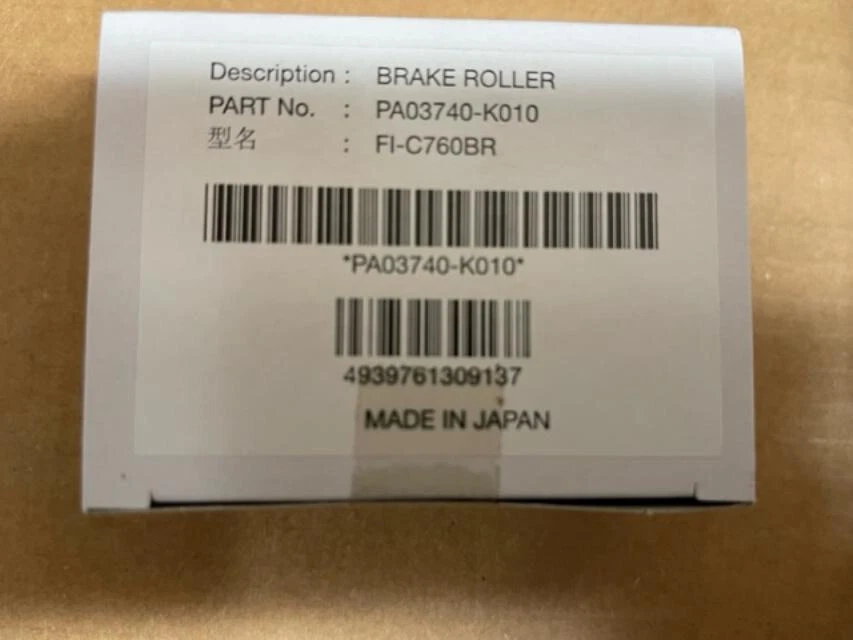 Description : BRAKE ROLLER
PART No. : PA03740-K010
型名 : FI-C760BR
*PA03740-K010*
4939761309137
MADE IN JAPAN